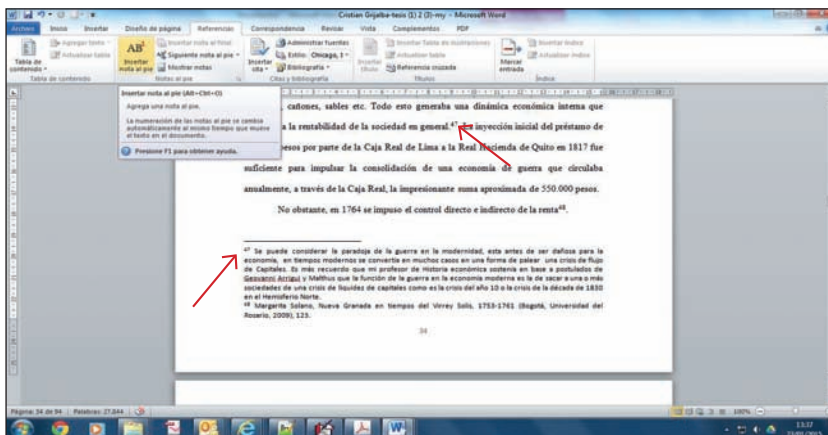 Cristian Grijalba-tesis (1) 2 (3)-my - Microsoft Word
Archivo Inicio Insertar Diseño de página Referencias Correspondencia Revisar Vista Complementos PDF
Tabla de contenido
Agregar texto
Actualizar tabla
Tabla de contenido
AB¹
Insertar nota al pie
Insertar nota al final
Siguiente nota al pie
Mostrar notas
Notas al pie
Insertar cita
Administrar fuentes
Estilo: Chicago, 1
Bibliografía
Citas y bibliografía
Insertar título
Insertar Tabla de ilustraciones
Actualizar tabla
Referencia cruzada
Títulos
Marcar entrada
Insertar índice
Actualizar índice
Índice
Insertar nota al pie (Alt+Ctrl+O)
Agrega una nota al pie.
La numeración de las notas al pie se cambia
automáticamente al mismo tiempo que mueve
el texto en el documento.
Presione F1 para obtener ayuda.
cañones, sables etc. Todo esto generaba una dinámica económica interna que
a la rentabilidad de la sociedad en general.⁴⁷ La inyección inicial del préstamo de
pesos por parte de la Caja Real de Lima a la Real Hacienda de Quito en 1817 fue
suficiente para impulsar la consolidación de una economía de guerra que circulaba
anualmente, a través de la Caja Real, la impresionante suma aproximada de 550.000 pesos.
No obstante, en 1764 se impuso el control directo e indirecto de la renta⁴⁸.
⁴⁷ Se puede considerar la paradoja de la guerra en la modernidad, esta antes de ser dañosa para la
economía, en tiempos modernos se convertía en muchos casos en una forma de palear una crisis de flujo
de Capitales. Es más recuerdo que mi profesor de Historia económica sostenía en base a postulados de
Geovanni Arrigui y Malthus que la función de la guerra en la economía moderna es la de sacar a una o más
sociedades de una crisis de líquides de capitales como es la crisis del año 10 o la crisis de la década de 1830
en el Hemisferio Norte.
⁴⁸ Margarita Solano, Nueva Granada en tiempos del Virrey Solis, 1753-1761 (Bogotá, Universidad del
Rosario, 2009), 123.
34
Página: 34 de 94 Palabras: 27.844
100%
13:37